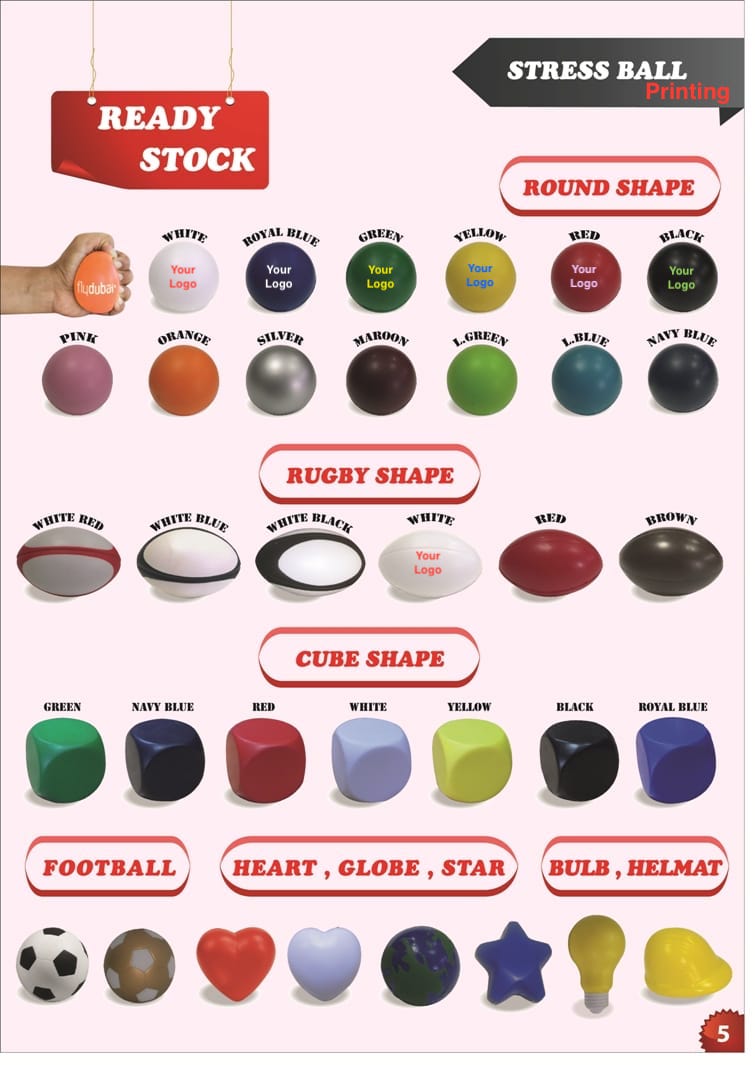 READY
STOCK
STRESS BALL
Printing
ROUND SHAPE
WHITE ROYAL BLUE GREEN YELLOW RED BLACK
flydubai
Your Your Your Your Your Your
Logo Logo Logo Logo Logo Logo
PINK ORANGE SILVER MAROON L.GREEN L.BLUE NAVY BLUE
RUGBY SHAPE
WHITE RED WHITE BLUE WHITE BLACK WHITE RED BROWN
Your
Logo
CUBE SHAPE
GREEN NAVY BLUE RED WHITE YELLOW BLACK ROYAL BLUE
FOOTBALL
HEART , GLOBE , STAR
BULB , HELMAT
5